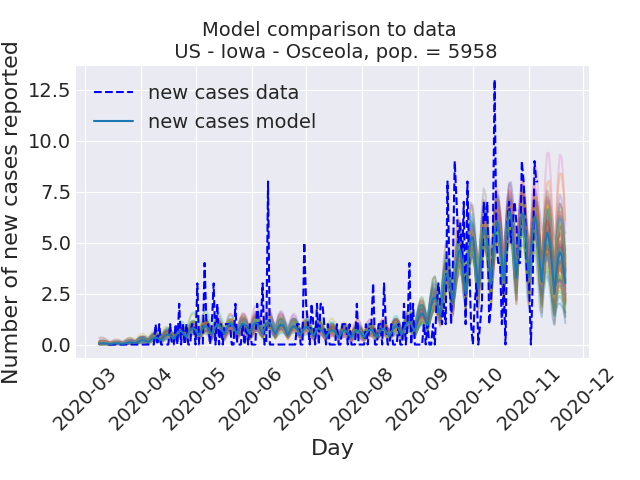 Model comparison to data
US - Iowa - Osceola, pop. = 5958
Number of new cases reported
12.5
10.0
7.5
5.0
2.5
0.0
new cases data
new cases model
2020-03
2020-04
2020-05
2020-06
2020-07
2020-08
2020-09
2020-10
2020-11
2020-12
Day